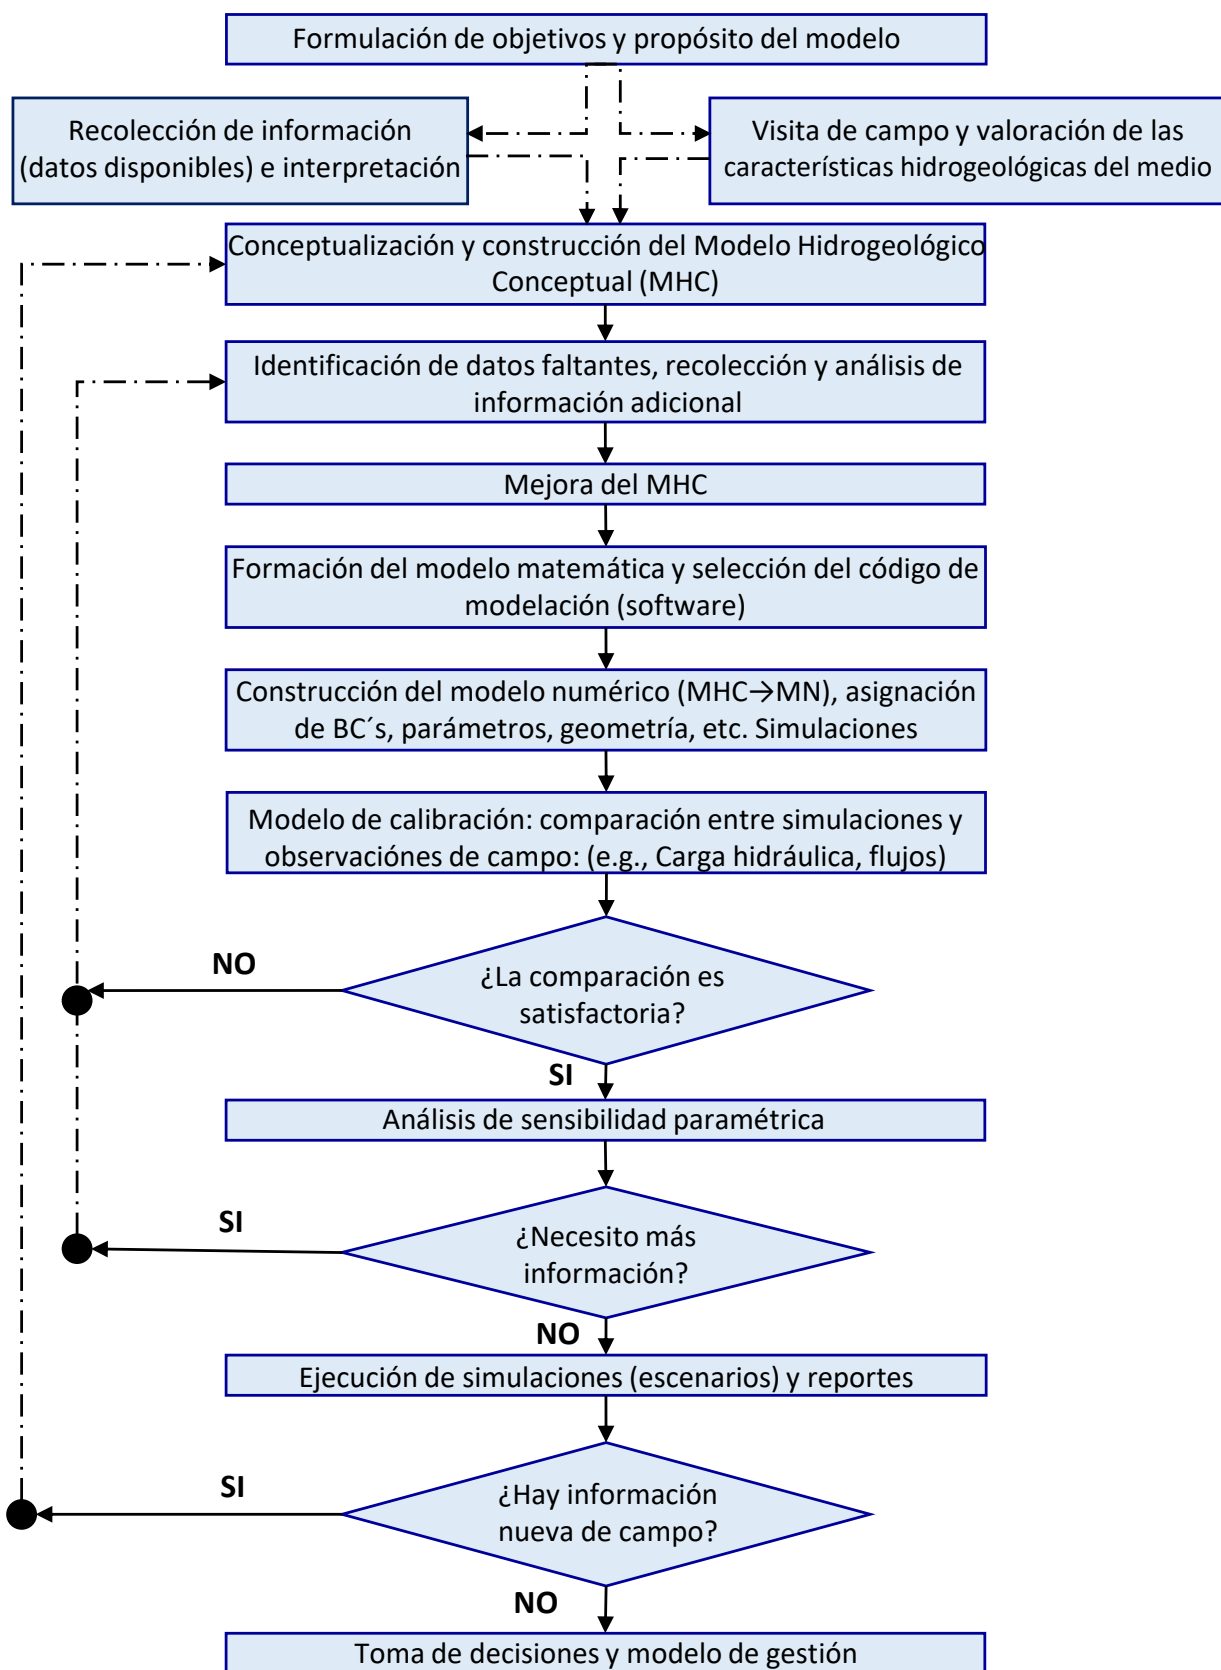 Formulación de objetivos y propósito del modelo
Recolección de información
(datos disponibles) e interpretación
Visita de campo y valoración de las
características hidrogeológicas del medio
Conceptualización y construcción del Modelo Hidrogeológico
Conceptual (MHC)
Identificación de datos faltantes, recolección y análisis de
información adicional
Mejora del MHC
Formación del modelo matemática y selección del código de
modelación (software)
Construcción del modelo numérico (MHC→MN), asignación
de BC´s, parámetros, geometría, etc. Simulaciones
Modelo de calibración: comparación entre simulaciones y
observaciónes de campo: (e.g., Carga hidráulica, flujos)
NO
¿La comparación es
satisfactoria?
SI
Análisis de sensibilidad paramétrica
SI
¿Necesito más
información?
NO
Ejecución de simulaciones (escenarios) y reportes
SI
¿Hay información
nueva de campo?
NO
Toma de decisiones y modelo de gestión